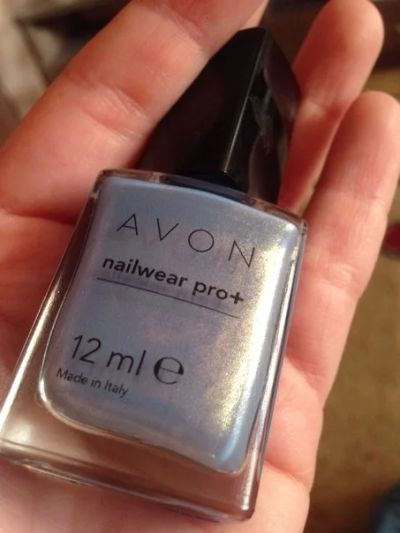 AVON
nailwear pro+
12 ml ℮
Made in Italy